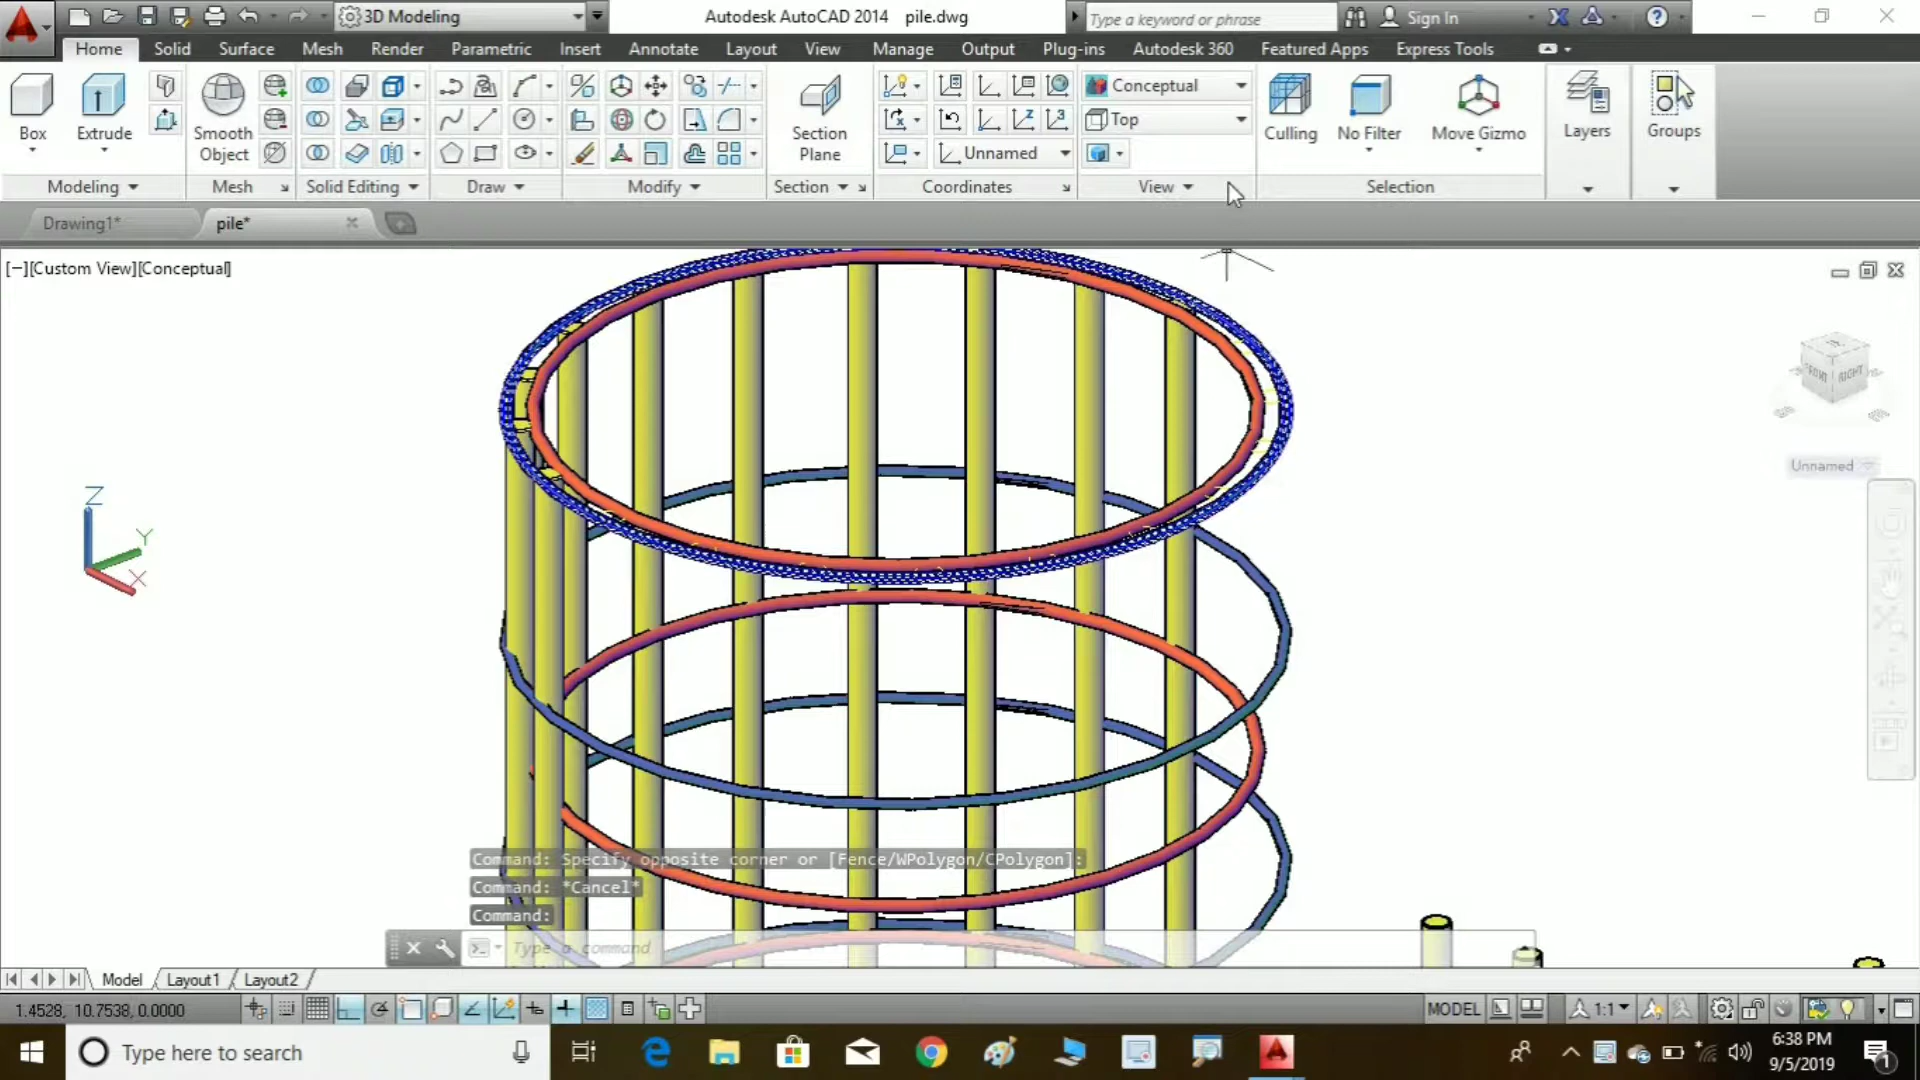 3D Modeling
Autodesk AutoCAD 2014 pile.dwg
Type a keyword or phrase
Sign In
Home Solid Surface Mesh Render Parametric Insert Annotate Layout View Manage Output Plug-ins Autodesk 360 Featured Apps Express Tools
Box
Extrude
Smooth
Object
Section
Plane
Unnamed
Conceptual
Top
Culling
No Filter
Move Gizmo
Layers
Groups
Modeling Mesh Solid Editing Draw Modify Section Coordinates View Selection
Drawing1* pile*
[−][Custom View][Conceptual]
FRONT RIGHT
Unnamed
Z
Y
X
Command: Specify opposite corner or [Fence/WPolygon/CPolygon]:
Command: *Cancel*
Command:
Type a command
Model Layout1 Layout2
1.4528, 10.7538, 0.0000
MODEL
1:1
Type here to search
6:38 PM
9/5/2019
1